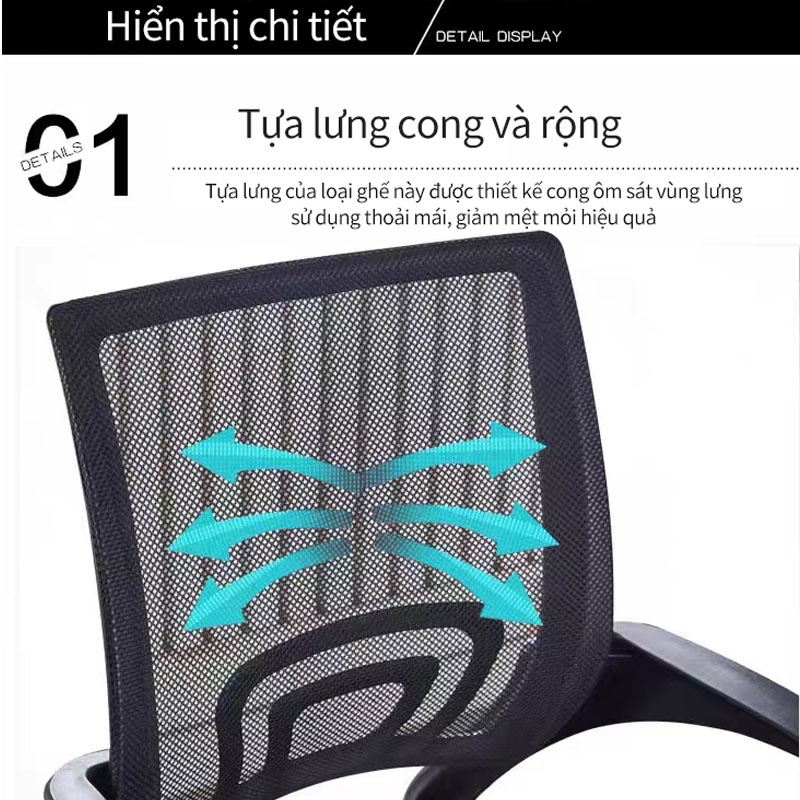 Hiển thị chi tiết
DETAIL DISPLAY
01
DETAILS
Tựa lưng cong và rộng
Tựa lưng của loại ghế này được thiết kế cong ôm sát vùng lưng
sử dụng thoải mái, giảm mệt mỏi hiệu quả